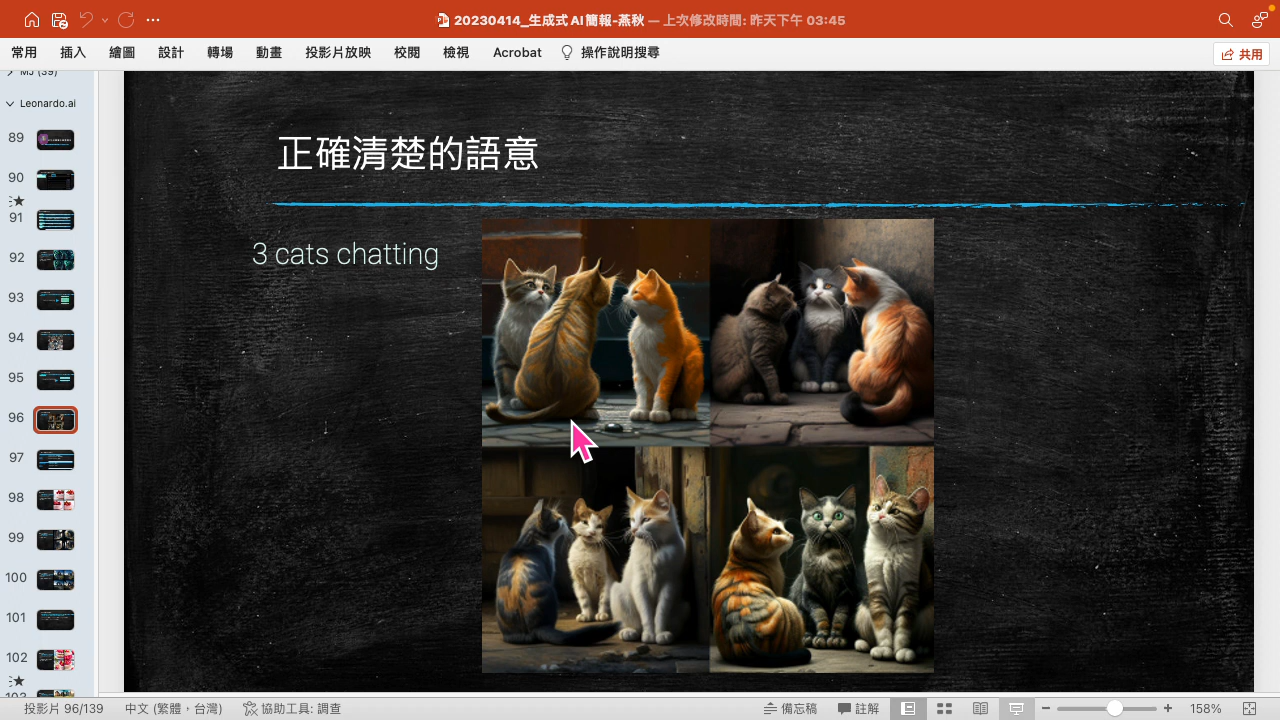 20230414_生成式 AI 簡報-燕秋 — 上次修改時間: 昨天下午 03:45
常用 插入 繪圖 設計 轉場 動畫 投影片放映 校閱 檢視 Acrobat 操作說明搜尋 共用
MJ (39)
Leonardo.ai
89
90
91
92
93
94
95
96
97
98
99
100
101
102
103
正確清楚的語意
3 cats chatting
投影片 96/139 中文 (繁體，台灣) 協助工具: 調查 備忘稿 註解 158%